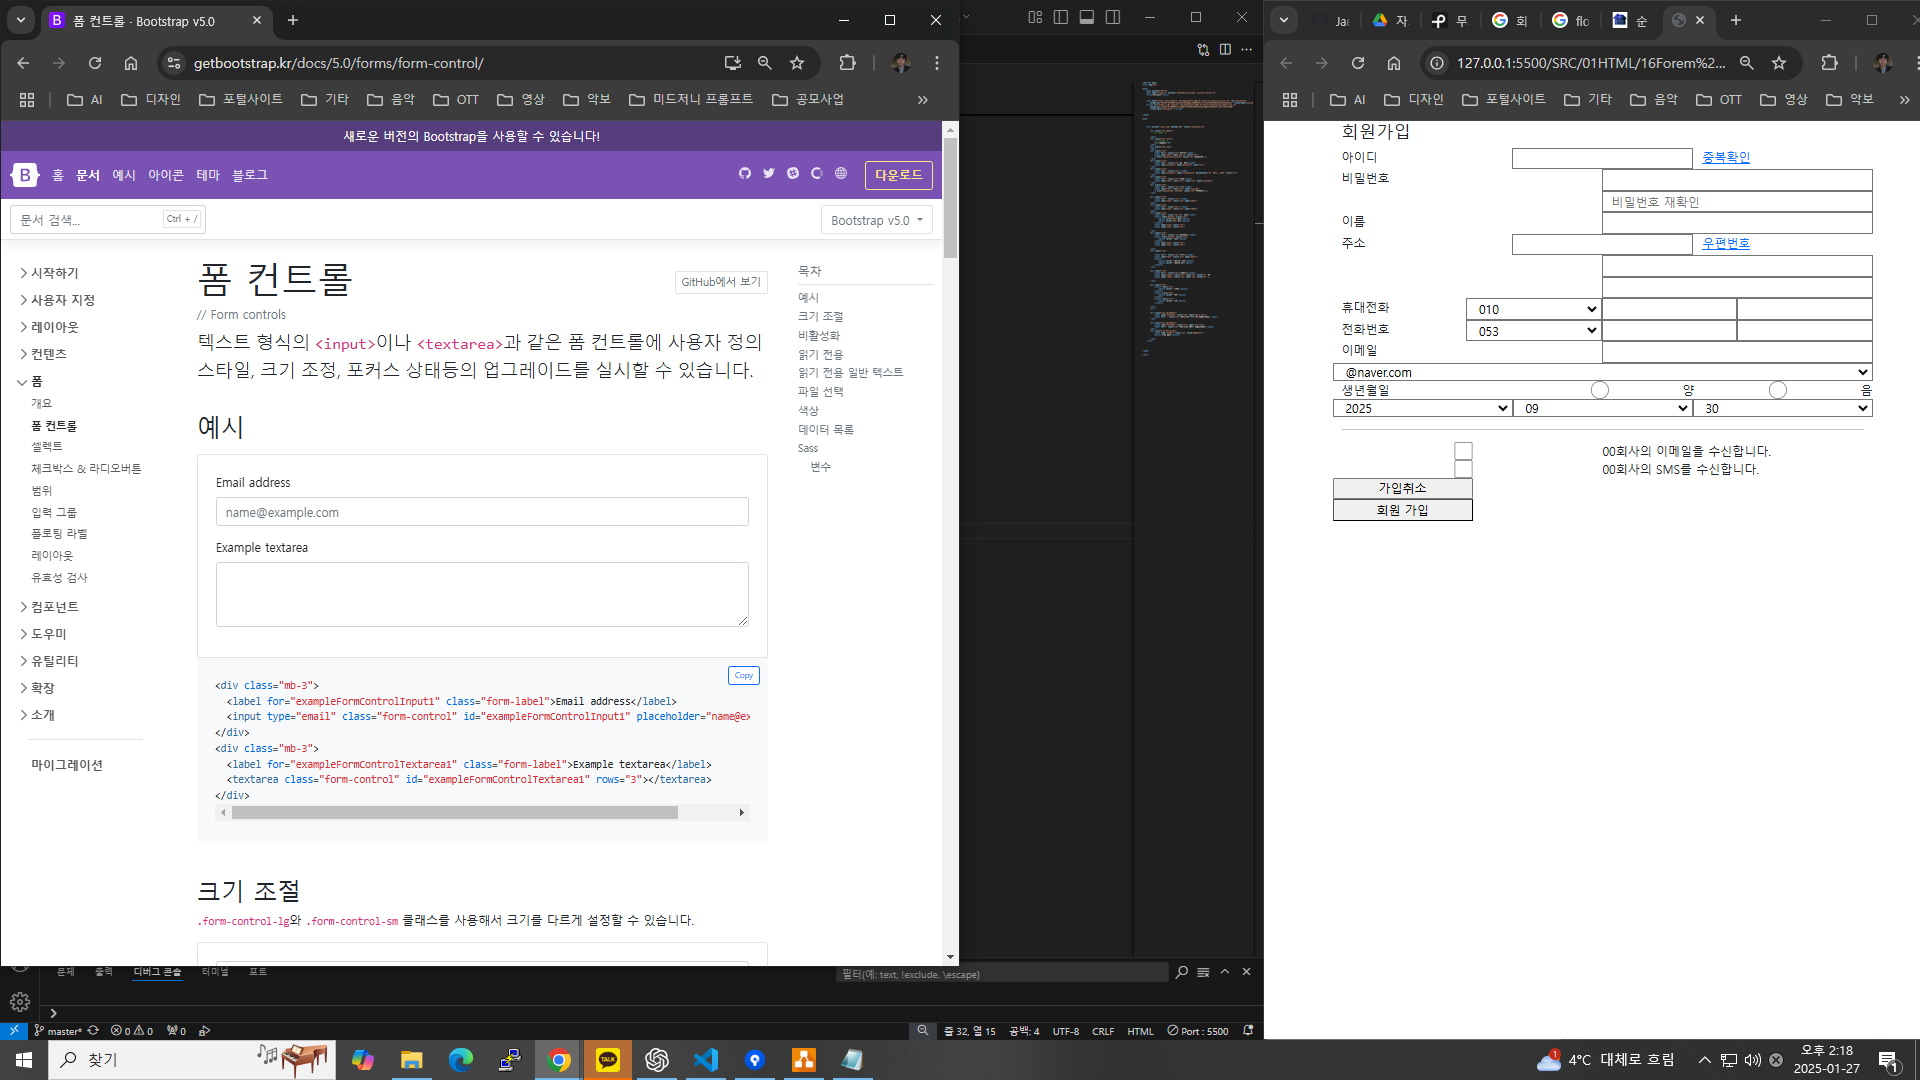 폼 컨트롤 · Bootstrap v5.0
getbootstrap.kr/docs/5.0/forms/form-control/
AI 디자인 포털사이트 기타 음악 OTT 영상 악보 미드저니 프롬프트 공모사업
새로운 버전의 Bootstrap을 사용할 수 있습니다!
B 홈 문서 예시 아이콘 테마 블로그 다운로드
문서 검색... Ctrl + / Bootstrap v5.0
시작하기
사용자 지정
레이아웃
컨텐츠
폼
개요
폼 컨트롤
셀렉트
체크박스 & 라디오버튼
범위
입력 그룹
플로팅 라벨
레이아웃
유효성 검사
컴포넌트
도우미
유틸리티
확장
소개
마이그레이션
폼 컨트롤
GitHub에서 보기
// Form controls
텍스트 형식의 <input>이나 <textarea>과 같은 폼 컨트롤에 사용자 정의
스타일, 크기 조정, 포커스 상태등의 업그레이드를 실시할 수 있습니다.
예시
Email address
name@example.com
Example textarea
Copy
<div class="mb-3">
<label for="exampleFormControlInput1" class="form-label">Email address</label>
<input type="email" class="form-control" id="exampleFormControlInput1" placeholder="name@ex
</div>
<div class="mb-3">
<label for="exampleFormControlTextarea1" class="form-label">Example textarea</label>
<textarea class="form-control" id="exampleFormControlTextarea1" rows="3"></textarea>
</div>
크기 조절
.form-control-lg와 .form-control-sm 클래스를 사용해서 크기를 다르게 설정할 수 있습니다.
목차
예시
크기 조절
비활성화
읽기 전용
읽기 전용 일반 텍스트
파일 선택
색상
데이터 목록
Sass
변수
문제 출력 디버그 콘솔 터미널 포트
필터(예: text, !exclude, \escape)
master* 0 0 0
줄 32, 열 15 공백: 4 UTF-8 CRLF HTML Port : 5500
Ja 자 무 회 flo 순
127.0.0.1:5500/SRC/01HTML/16Forem%2...
AI 디자인 포털사이트 기타 음악 OTT 영상 악보
회원가입
아이디 중복확인
비밀번호
비밀번호 재확인
이름
주소 우편번호
휴대전화 010
전화번호 053
이메일
@naver.com
생년월일 양 음
2025 09 30
00회사의 이메일을 수신합니다.
00회사의 SMS를 수신합니다.
가입취소
회원 가입
찾기
TALK
1 4°C 대체로 흐림
오후 2:18
2025-01-27
1